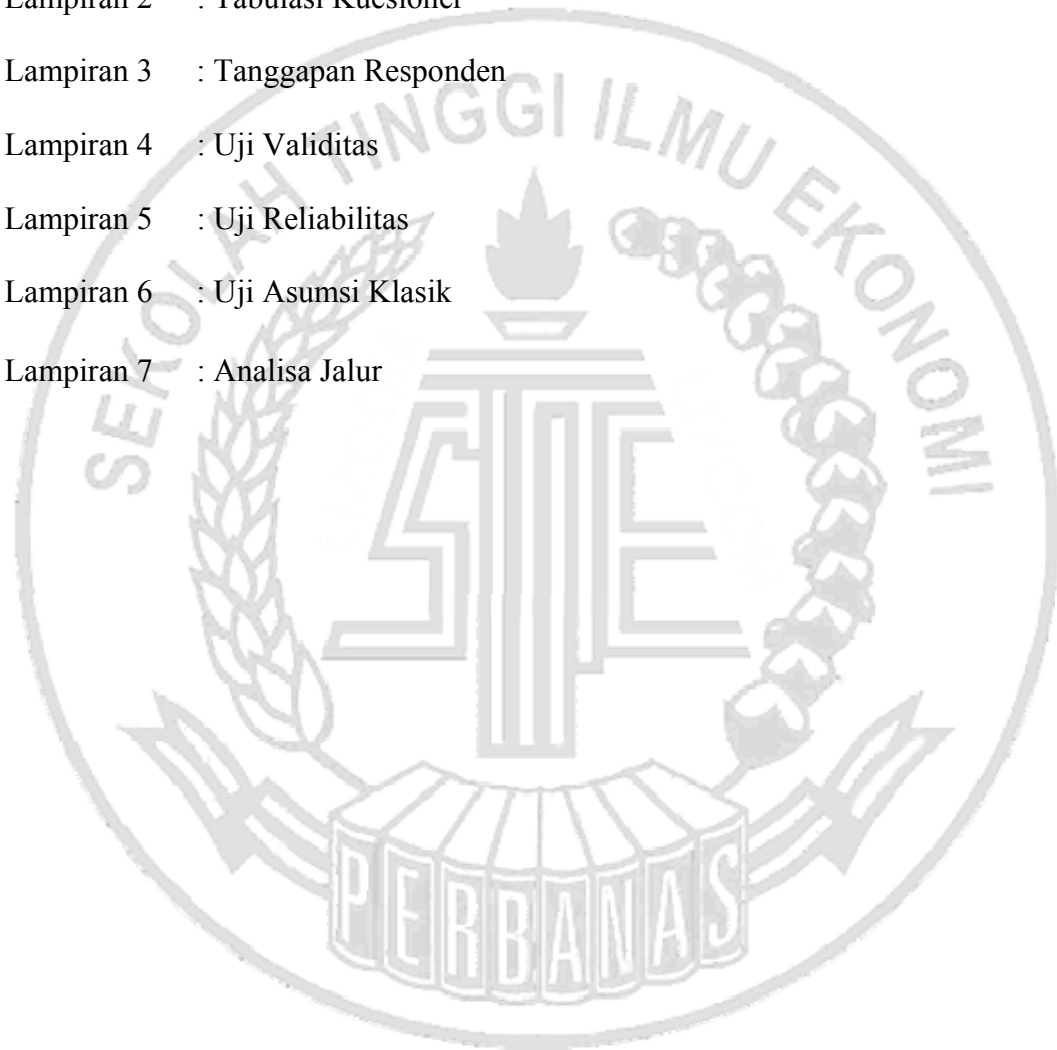 Lampiran 2 : Tabulasi Kuesioner
Lampiran 3 : Tanggapan Responden
Lampiran 4 : Uji Validitas
Lampiran 5 : Uji Reliabilitas
Lampiran 6 : Uji Asumsi Klasik
Lampiran 7 : Analisa Jalur
SEKOLAH TINGGI ILMU EKONOMI
STIE
PERBANAS